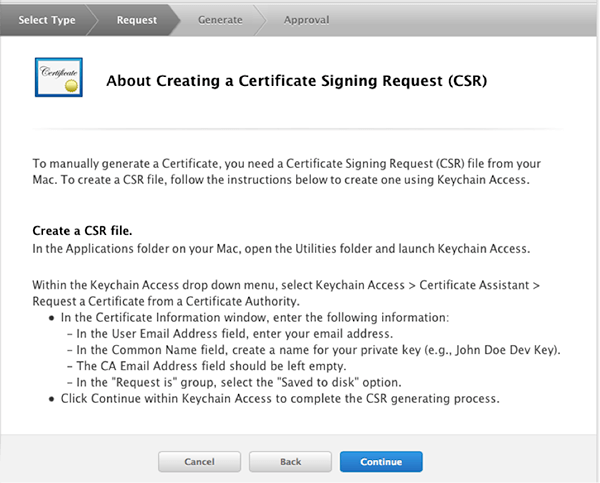 Select Type Request Generate Approval
Certificate
About Creating a Certificate Signing Request (CSR)
To manually generate a Certificate, you need a Certificate Signing Request (CSR) file from your
Mac. To create a CSR file, follow the instructions below to create one using Keychain Access.
Create a CSR file.
In the Applications folder on your Mac, open the Utilities folder and launch Keychain Access.
Within the Keychain Access drop down menu, select Keychain Access > Certificate Assistant >
Request a Certificate from a Certificate Authority.
• In the Certificate Information window, enter the following information:
– In the User Email Address field, enter your email address.
– In the Common Name field, create a name for your private key (e.g., John Doe Dev Key).
– The CA Email Address field should be left empty.
– In the "Request is" group, select the "Saved to disk" option.
• Click Continue within Keychain Access to complete the CSR generating process.
Cancel Back Continue